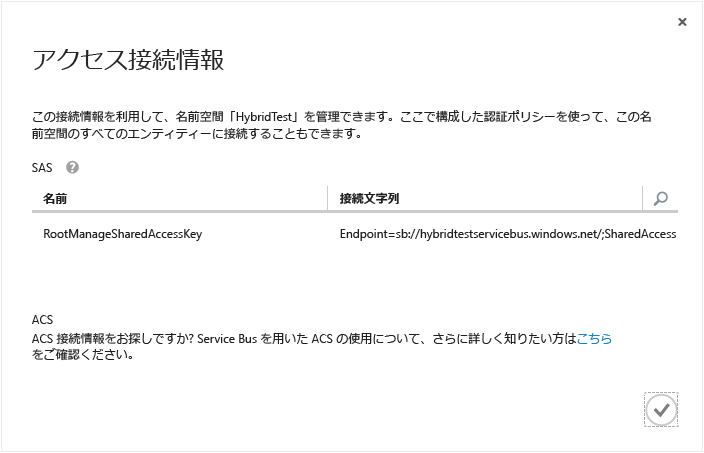 アクセス接続情報
この接続情報を利用して、名前空間「HybridTest」を管理できます。ここで構成した認証ポリシーを使って、この名
前空間のすべてのエンティティーに接続することもできます。
SAS ?
名前 接続文字列
RootManageSharedAccessKey Endpoint=sb://hybridtestservicebus.windows.net/;SharedAccess
ACS
ACS 接続情報をお探しですか? Service Bus を用いた ACS の使用について、さらに詳しく知りたい方はこちら
をご確認ください。